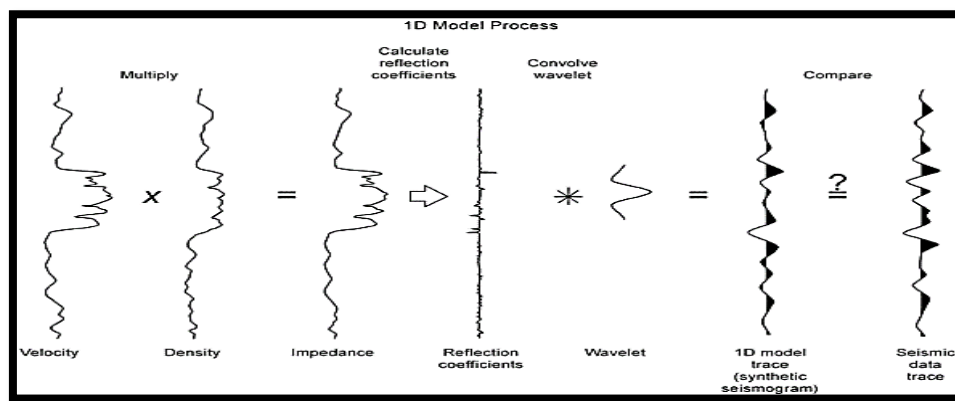 1D Model Process
Multiply
Calculate
reflection
coefficients
Convolve
wavelet
Compare
x
=
*
=
?
=
Velocity
Density
Impedance
Reflection
coefficients
Wavelet
1D model
trace
(synthetic
seismogram)
Seismic
data
trace